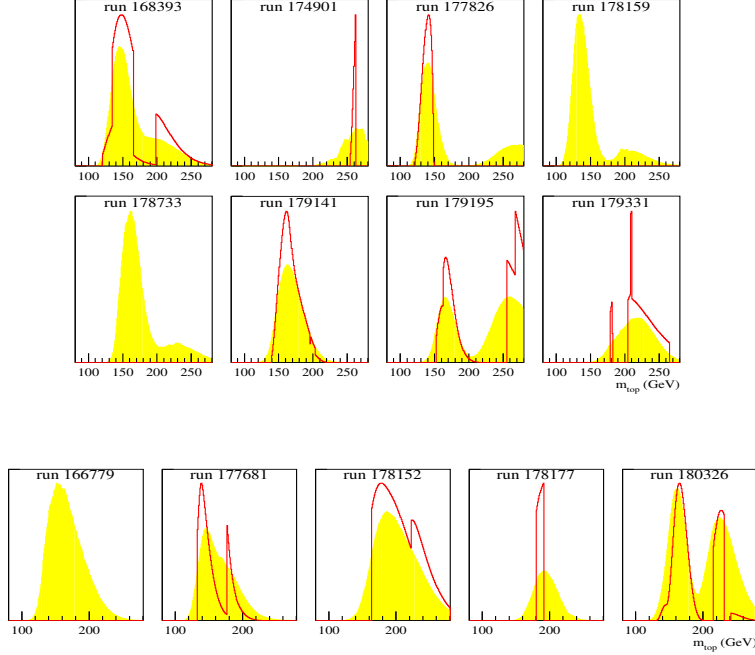 run 168393 run 174901 run 177826 run 178159
100 150 200 250 100 150 200 250 100 150 200 250 100 150 200 250
run 178733 run 179141 run 179195 run 179331
100 150 200 250 100 150 200 250 100 150 200 250 100 150 200 250
m_top (GeV)
run 166779 run 177681 run 178152 run 178177 run 180326
100 200 100 200 100 200 100 200 100 200
m_top (GeV)